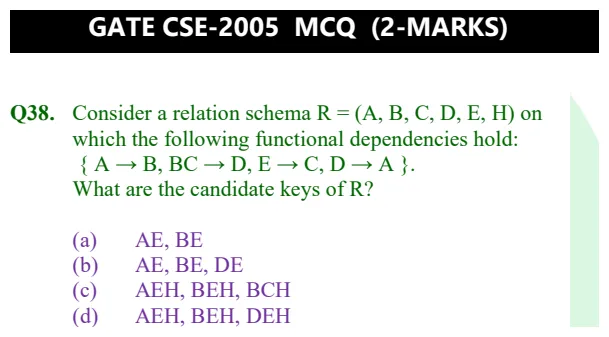 GATE CSE-2005 MCQ (2-MARKS)
Q38. Consider a relation schema R = (A, B, C, D, E, H) on
which the following functional dependencies hold:
{ A → B, BC → D, E → C, D → A }.
What are the candidate keys of R?
(a) AE, BE
(b) AE, BE, DE
(c) AEH, BEH, BCH
(d) AEH, BEH, DEH